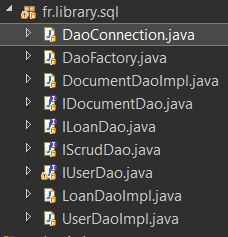 fr.library.sql
DaoConnection.java
DaoFactory.java
DocumentDaoImpl.java
IDocumentDao.java
ILoanDao.java
IScrudDao.java
IUserDao.java
LoanDaoImpl.java
UserDaoImpl.java